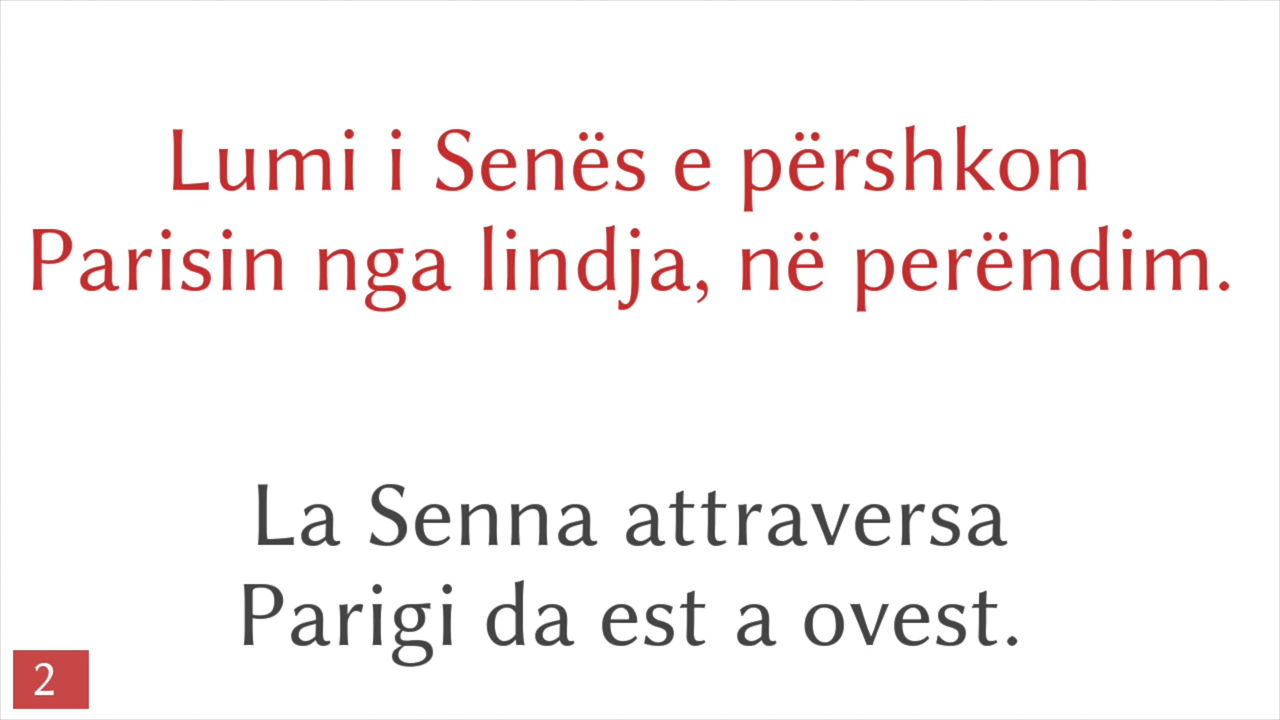 Lumi i Senës e përshkon
Parisin nga lindja, në perëndim.
La Senna attraversa
Parigi da est a ovest.
2